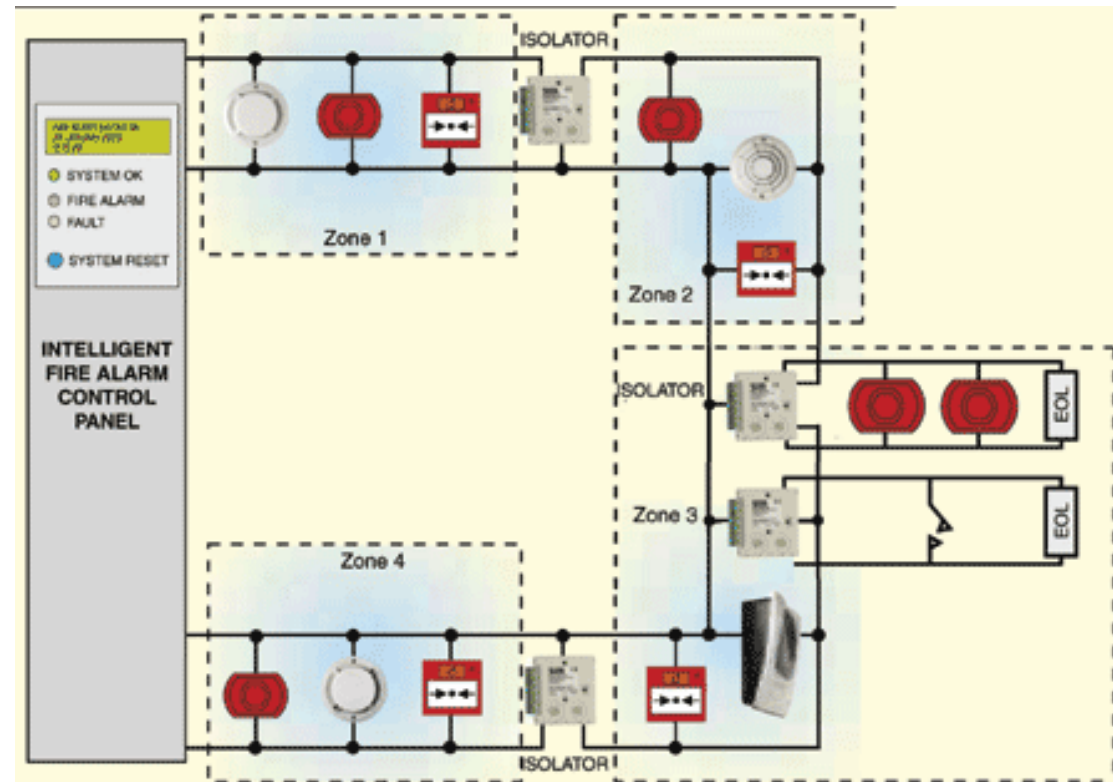 ISOLATOR
SYSTEM OK
FIRE ALARM
FAULT
SYSTEM RESET
Zone 1
Zone 2
INTELLIGENT
FIRE ALARM
CONTROL
PANEL
ISOLATOR
EOL
Zone 3
EOL
Zone 4
ISOLATOR